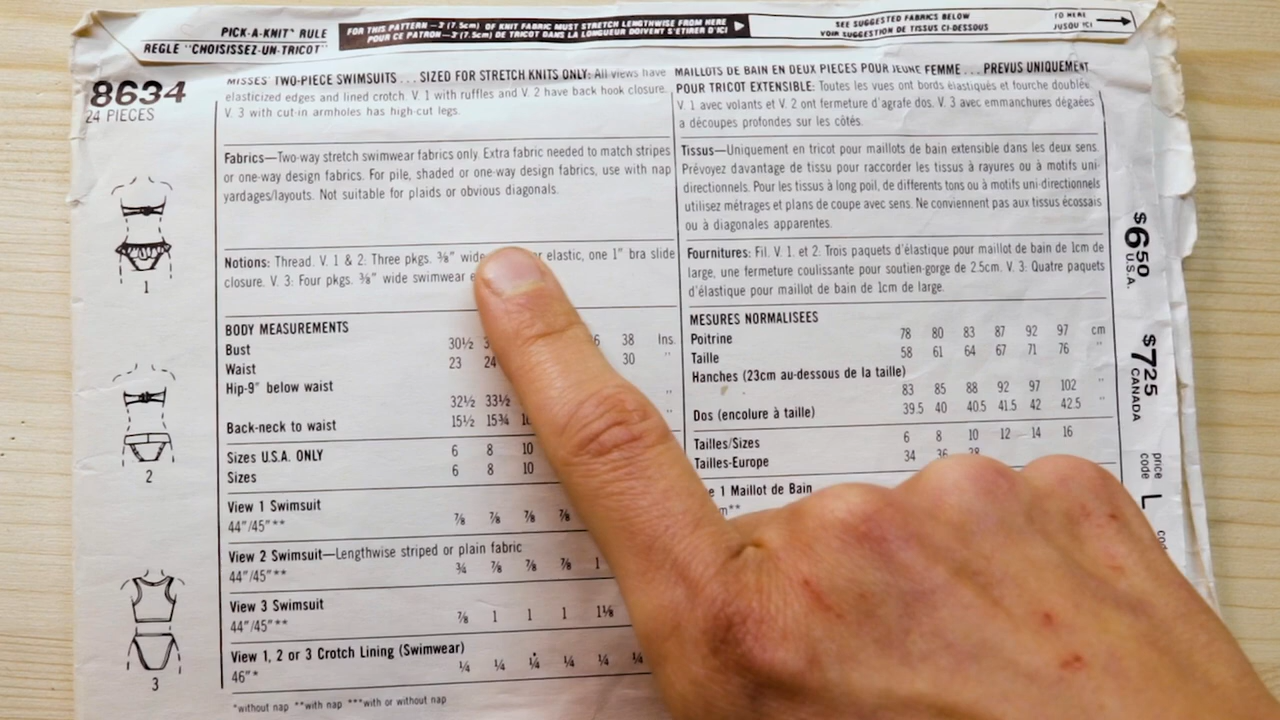 PICK-A-KNIT* RULE
REGLE "CHOISISSEZ-UN-TRICOT"
FOR THIS PATTERN — 3" (7.5cm) OF KNIT FABRIC MUST STRETCH LENGTHWISE FROM HERE
POUR CE PATRON — 3" (7.5cm) DE TRICOT DANS LA LONGUEUR DOIVENT S'ETIRER D'ICI
SEE SUGGESTED FABRICS BELOW
VOIR SUGGESTION DE TISSUS CI-DESSOUS
TO HERE
JUSQU'ICI
8634
24 PIECES
MISSES' TWO-PIECE SWIMSUITS . . . SIZED FOR STRETCH KNITS ONLY: All views have
elasticized edges and lined crotch. V. 1 with ruffles and V. 2 have back hook closure.
V. 3 with cut-in armholes has high-cut legs.
Fabrics—Two-way stretch swimwear fabrics only. Extra fabric needed to match stripes
or one-way design fabrics. For pile, shaded or one-way design fabrics, use with nap
yardages/layouts. Not suitable for plaids or obvious diagonals.
Notions: Thread. V. 1 & 2: Three pkgs. ⅜" wide elastic, one 1" bra slide
closure. V. 3: Four pkgs. ⅜" wide swimwear
BODY MEASUREMENTS
Bust 30½ 38 Ins.
Waist 23 24 30 "
Hip-9" below waist
32½ 33½ "
Back-neck to waist 15½ 15¾ "
Sizes U.S.A. ONLY 6 8 10
Sizes 6 8 10
View 1 Swimsuit
44"/45"** ⅞ ⅞ ⅞ ⅞
View 2 Swimsuit—Lengthwise striped or plain fabric
44"/45"** ¾ ⅞ ⅞ ⅞ 1
View 3 Swimsuit
44"/45"** ⅞ 1 1 1 1⅛
View 1, 2 or 3 Crotch Lining (Swimwear)
46"* ¼ ¼ ¼ ¼ ¼ ¼
*without nap **with nap ***with or without nap
MAILLOTS DE BAIN EN DEUX PIECES POUR JEUNE FEMME . . . PREVUS UNIQUEMENT
POUR TRICOT EXTENSIBLE: Toutes les vues ont bords élastiqués et fourche doublée.
V. 1 avec volants et V. 2 ont fermeture d'agrafe dos. V. 3 avec emmanchures dégaées
a découpes profondes sur les côtés.
Tissus—Uniquement en tricot pour maillots de bain extensible dans les deux sens.
Prévoyez davantage de tissu pour raccorder les tissus à rayures ou à motifs uni-
directionnels. Pour les tissus à long poil, de differents tons ou à motifs uni-directionnels
utilisez métrages et plans de coupe avec sens. Ne conviennent pas aux tissus écossais
ou à diagonales apparentes.
Fournitures: Fil. V. 1. et 2: Trois paquets d'élastique pour maillot de bain de 1cm de
large, une fermeture coulissante pour soutien-gorge de 2.5cm. V. 3: Quatre paquets
d'élastique pour maillot de bain de 1cm de large.
MESURES NORMALISEES
Poitrine 78 80 83 87 92 97 cm
Taille 58 61 64 67 71 76 "
Hanches (23cm au-dessous de la taille)
83 85 88 92 97 102 "
Dos (encolure à taille) 39.5 40 40.5 41.5 42 42.5 "
Tailles/Sizes 6 8 10 12 14 16
Tailles-Europe 34 36 38
1 Maillot de Bain
1
2
3
$650
U.S.A.
$725
CANADA
price
code
L